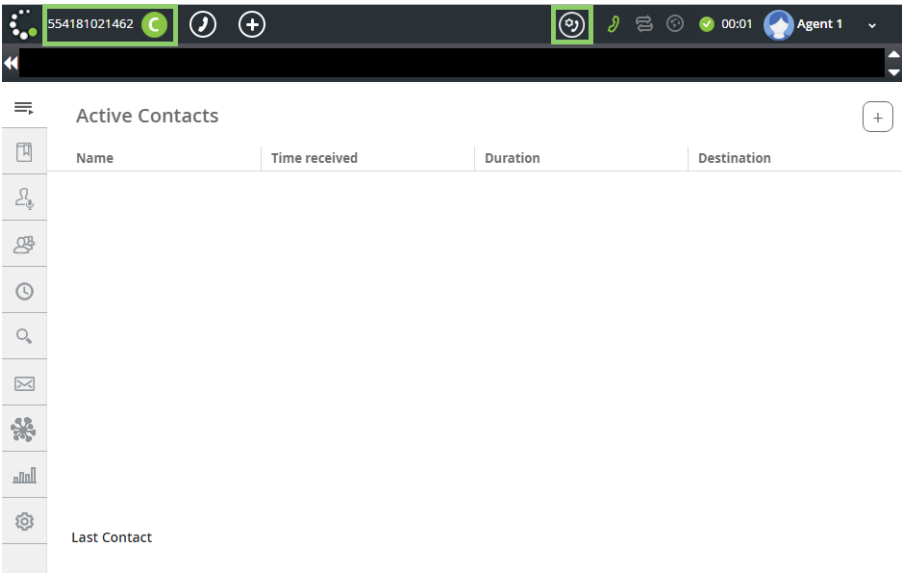 554181021462 C 00:01 Agent 1
Active Contacts
Name Time received Duration Destination
Last Contact